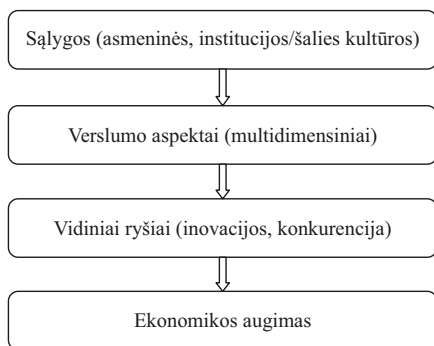 Sąlygos (asmeninės, institucijos/šalies kultūros)
Verslumo aspektai (multidimensiniai)
Vidiniai ryšiai (inovacijos, konkurencija)
Ekonomikos augimas